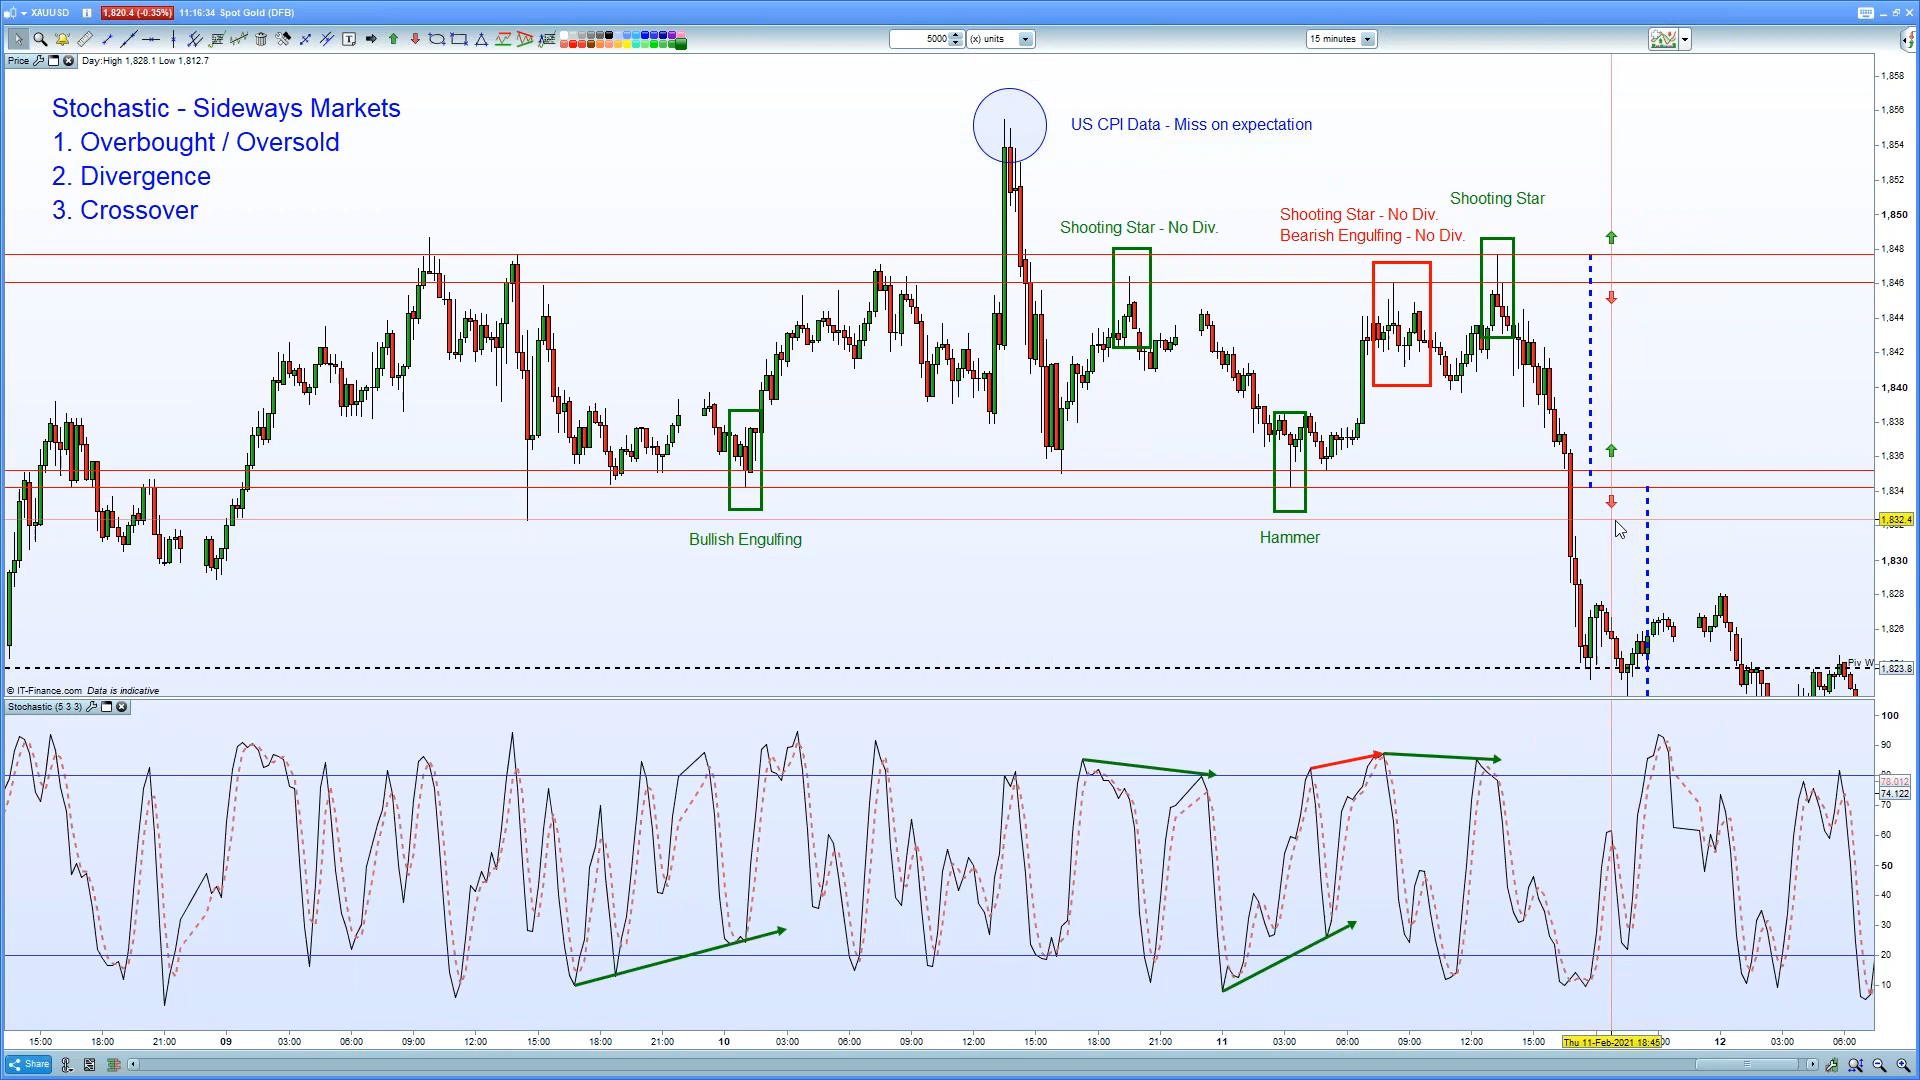 XAUUSD 1,820.4 (-0.35%) 11:16:34 Spot Gold (DFB)
5000 (x) units 15 minutes
Price Day:High 1,828.1 Low 1,812.7
Stochastic - Sideways Markets
1. Overbought / Oversold
2. Divergence
3. Crossover
US CPI Data - Miss on expectation
Shooting Star - No Div.
Shooting Star - No Div.
Bearish Engulfing - No Div.
Shooting Star
Bullish Engulfing
Hammer
1,858
1,856
1,854
1,852
1,850
1,848
1,846
1,844
1,842
1,840
1,838
1,836
1,834
1,832.4
1,830
1,828
1,826
Piv W
1,823.8
© IT-Finance.com Data is indicative
Stochastic (5 3 3)
100
90
78.012
74.122
70
60
50
40
30
20
10
15:00 18:00 21:00 09 03:00 06:00 09:00 12:00 15:00 18:00 21:00 10 03:00 06:00 09:00 12:00 15:00 18:00 21:00 11 03:00 06:00 09:00 12:00 15:00 Thu 11-Feb-2021 18:45 12 03:00 06:00
Share